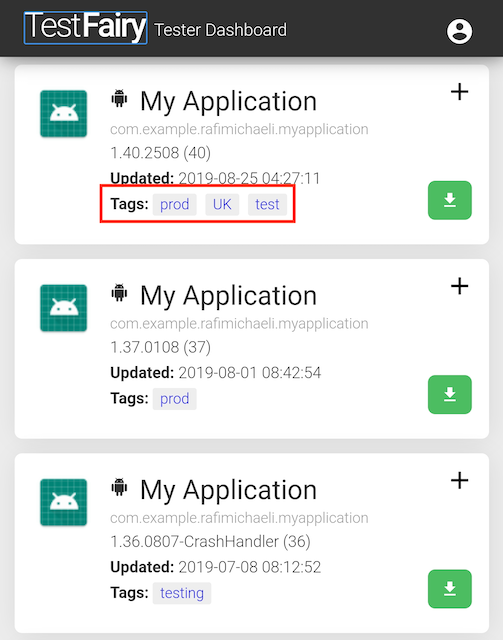 TestFairy Tester Dashboard
My Application
com.example.rafimichaeli.myapplication
1.40.2508 (40)
Updated: 2019-08-25 04:27:11
Tags: prod UK test
My Application
com.example.rafimichaeli.myapplication
1.37.0108 (37)
Updated: 2019-08-01 08:42:54
Tags: prod
My Application
com.example.rafimichaeli.myapplication
1.36.0807-CrashHandler (36)
Updated: 2019-07-08 08:12:52
Tags: testing